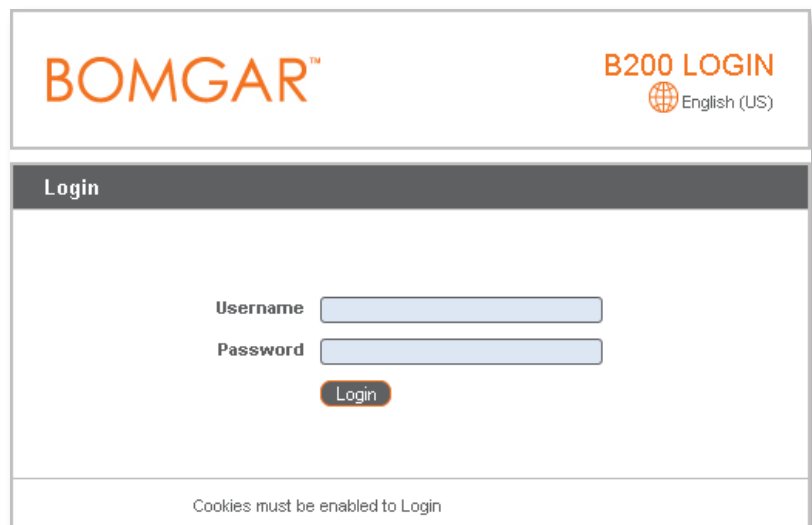 BOMGAR™
B200 LOGIN
English (US)
Login
Username
Password
Login
Cookies must be enabled to Login